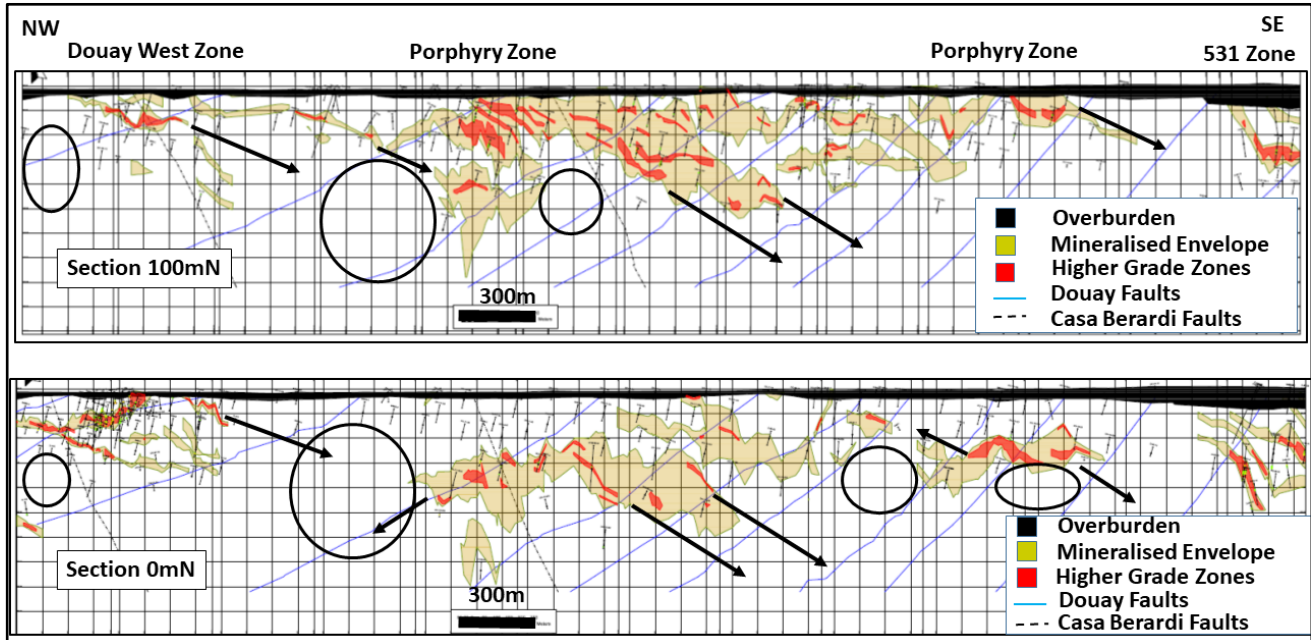 NW
SE
Douay West Zone
Porphyry Zone
Porphyry Zone
531 Zone
Section 100mN
300m
Overburden
Mineralised Envelope
Higher Grade Zones
Douay Faults
Casa Berardi Faults
Section 0mN
300m
Overburden
Mineralised Envelope
Higher Grade Zones
Douay Faults
Casa Berardi Faults